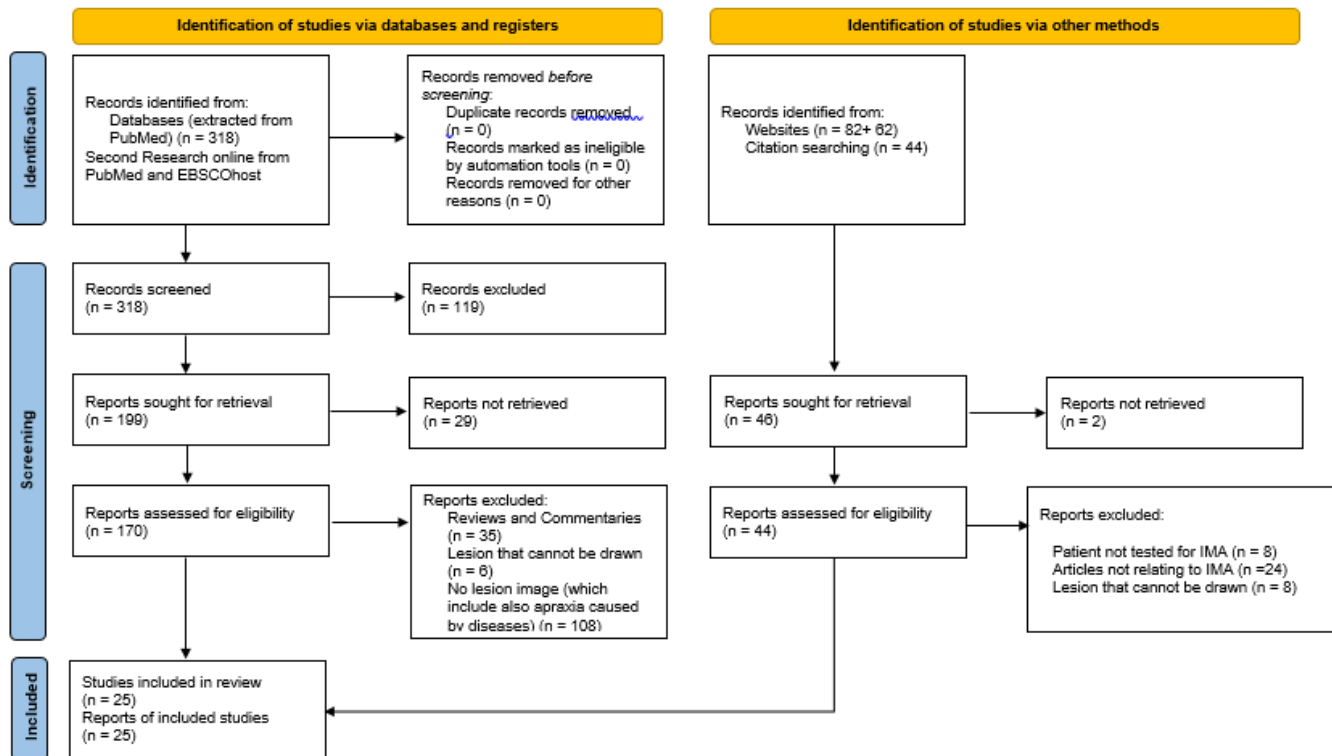 Identification of studies via databases and registers
Identification of studies via other methods
Identification
Records identified from:
Databases (extracted from
PubMed) (n = 318)
Second Research online from
PubMed and EBSCOhost
Records removed before
screening:
Duplicate records removed
(n = 0)
Records marked as ineligible
by automation tools (n = 0)
Records removed for other
reasons (n = 0)
Records identified from:
Websites (n = 82+ 62)
Citation searching (n = 44)
Screening
Records screened
(n = 318)
Records excluded
(n = 119)
Reports sought for retrieval
(n = 199)
Reports not retrieved
(n = 29)
Reports sought for retrieval
(n = 46)
Reports not retrieved
(n = 2)
Reports assessed for eligibility
(n = 170)
Reports excluded:
Reviews and Commentaries
(n = 35)
Lesion that cannot be drawn
(n = 6)
No lesion image (which
include also apraxia caused
by diseases) (n = 108)
Reports assessed for eligibility
(n = 44)
Reports excluded:
Patient not tested for IMA (n = 8)
Articles not relating to IMA (n =24)
Lesion that cannot be drawn (n = 8)
Included
Studies included in review
(n = 25)
Reports of included studies
(n = 25)